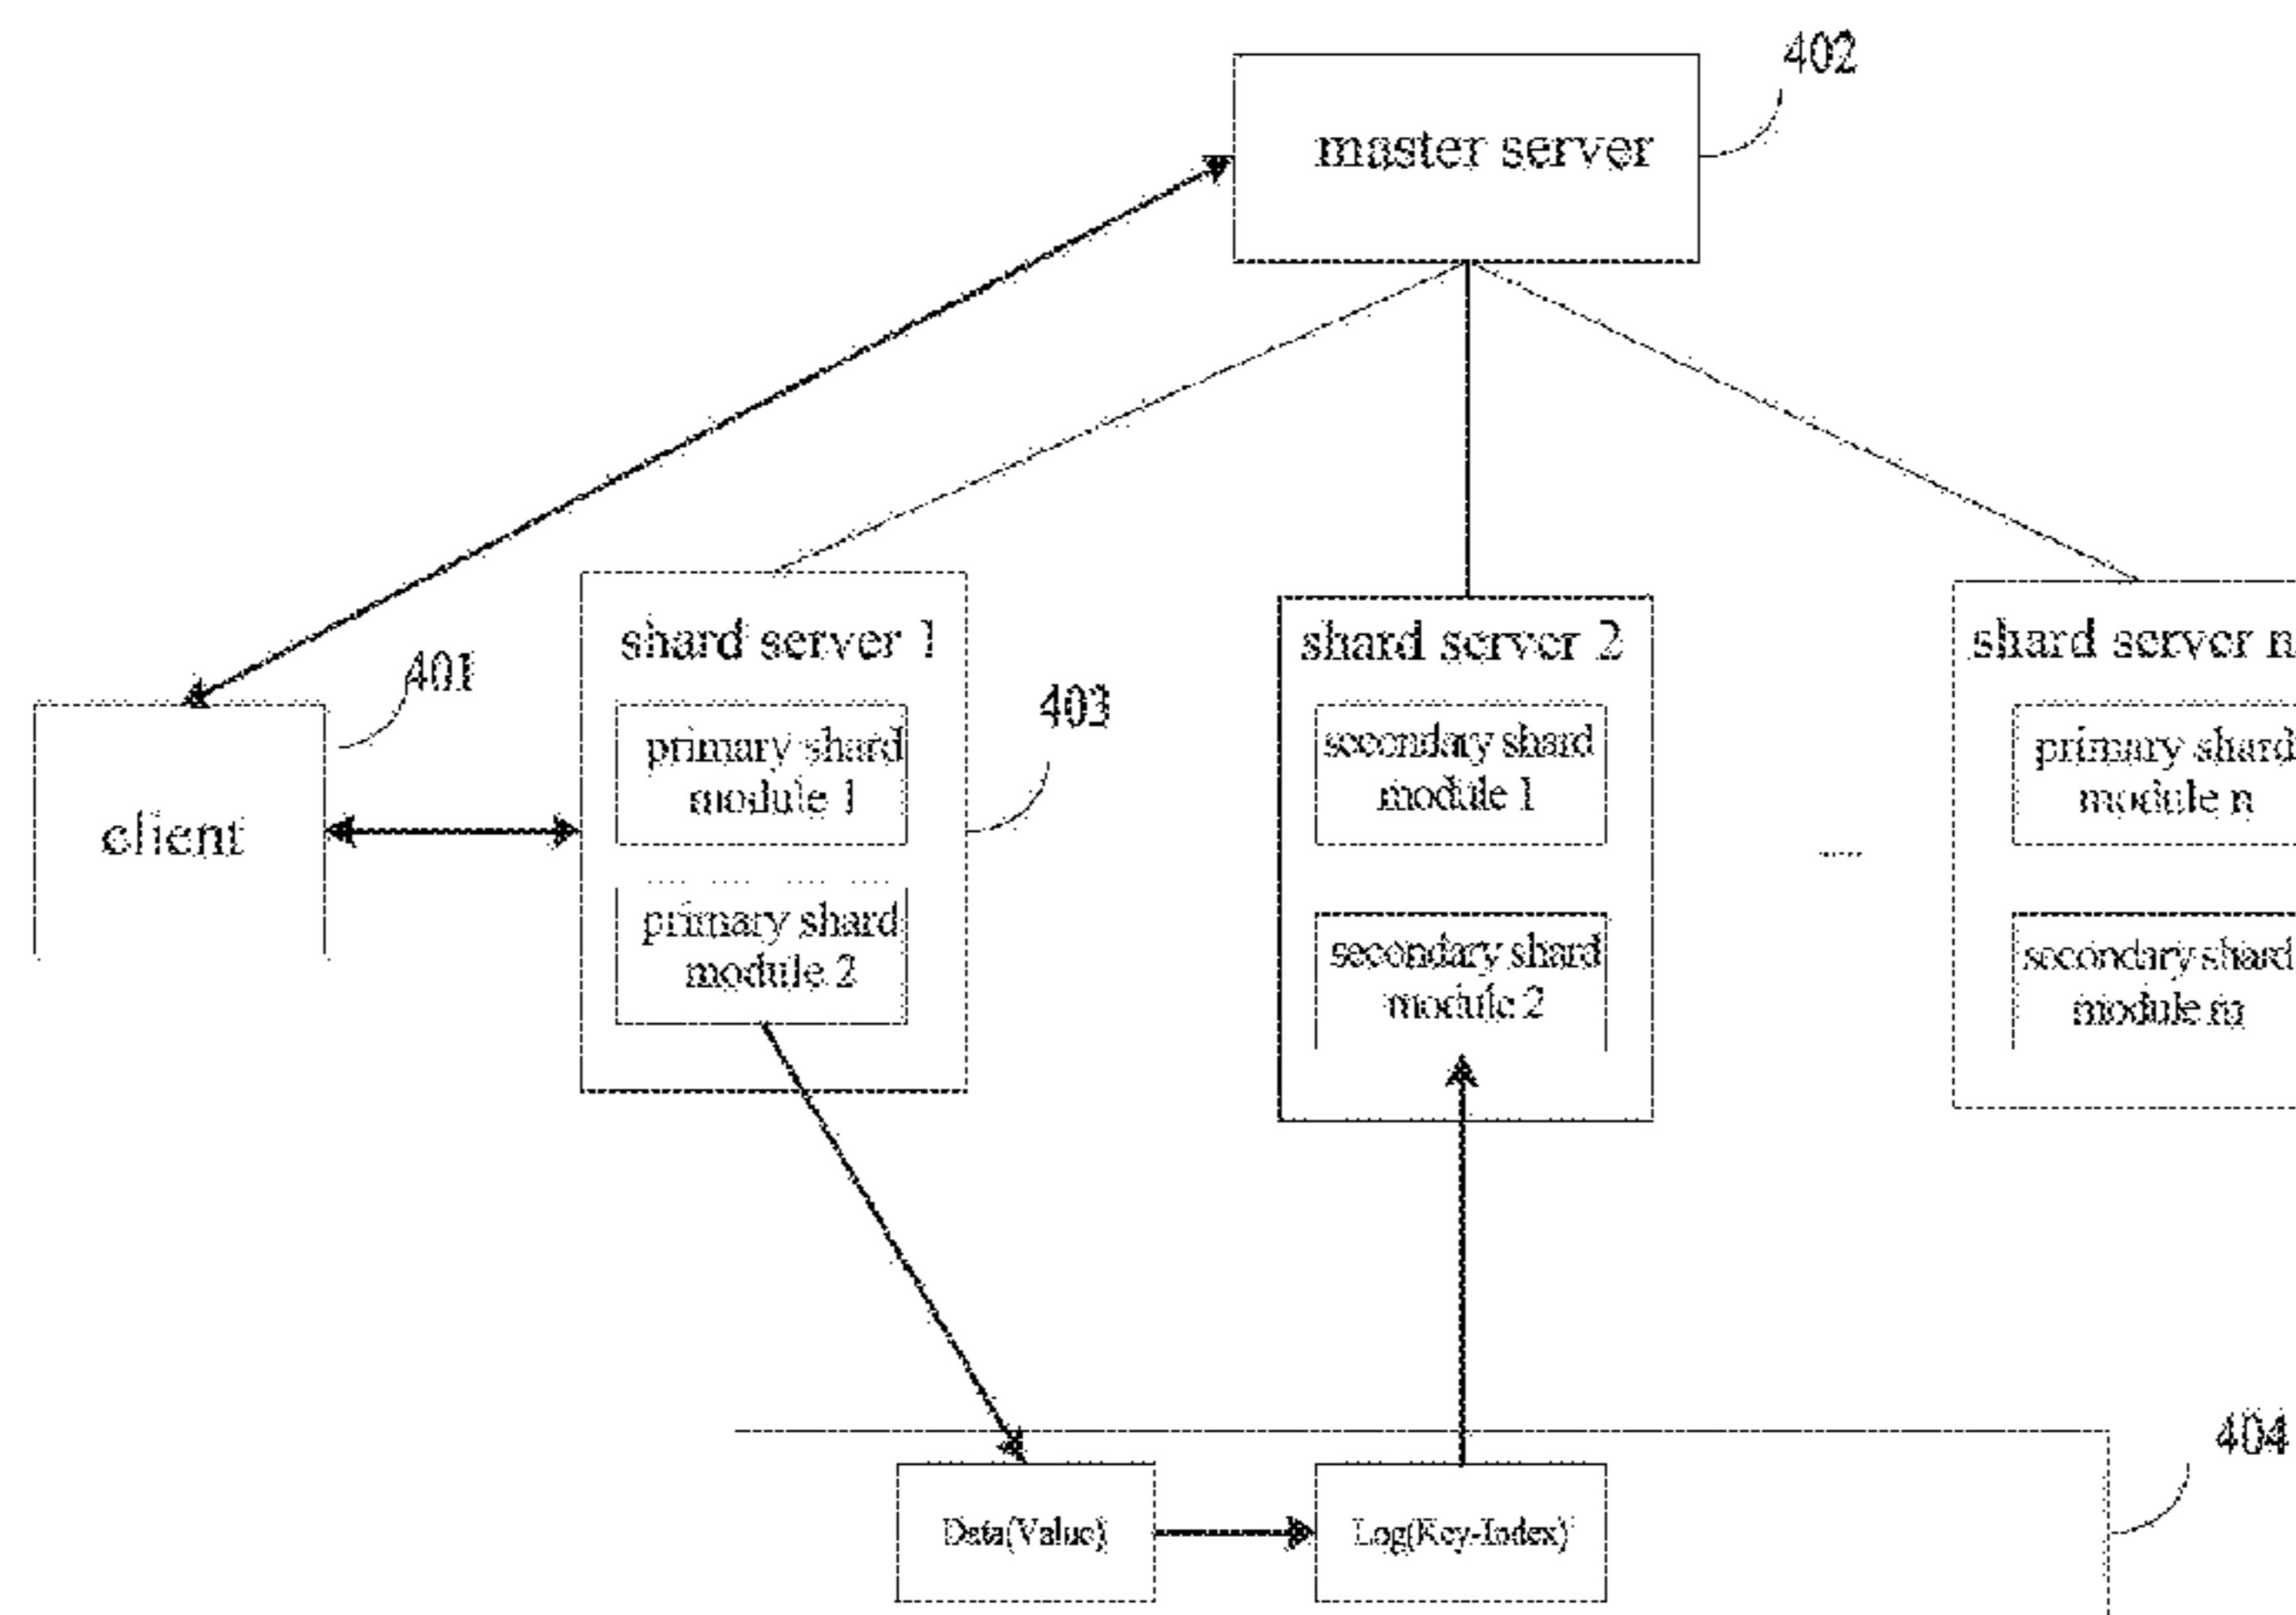 402
master server
shard server 1
shard server 2
shard server n
401
403
primary shard
module 1
secondary shard
module 1
primary shard
module n
client
primary shard
module 2
secondary shard
module 2
secondary shard
module m
404
Data(Value)
Log(Key-Index)